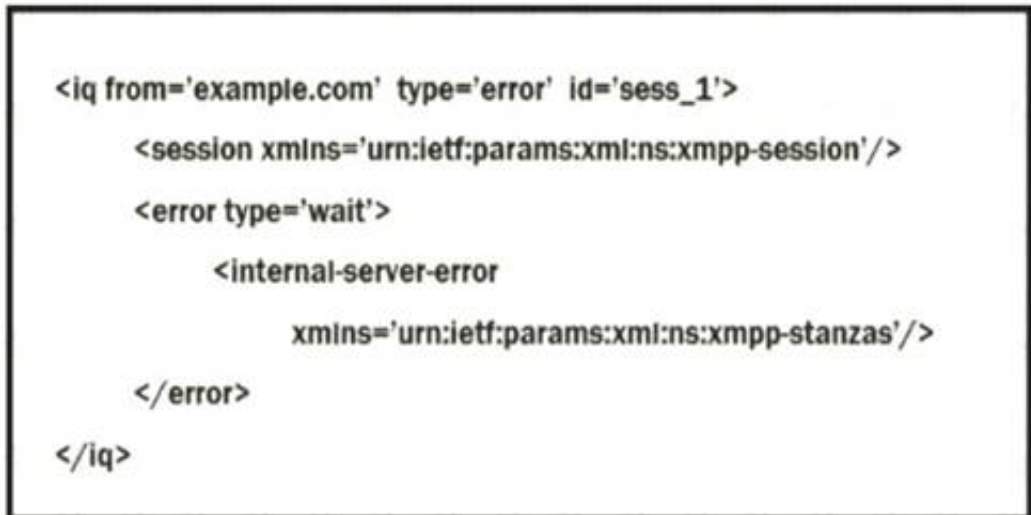 <iq from='example.com' type='error' id='sess_1'>
<session xmlns='urn:ietf:params:xml:ns:xmpp-session'/>
<error type='wait'>
<internal-server-error
xmlns='urn:ietf:params:xml:ns:xmpp-stanzas'/>
</error>
</iq>